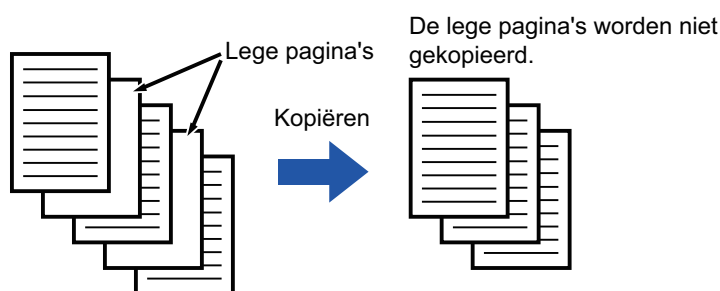 Lege pagina's
Kopiëren
De lege pagina's worden niet
gekopieerd.